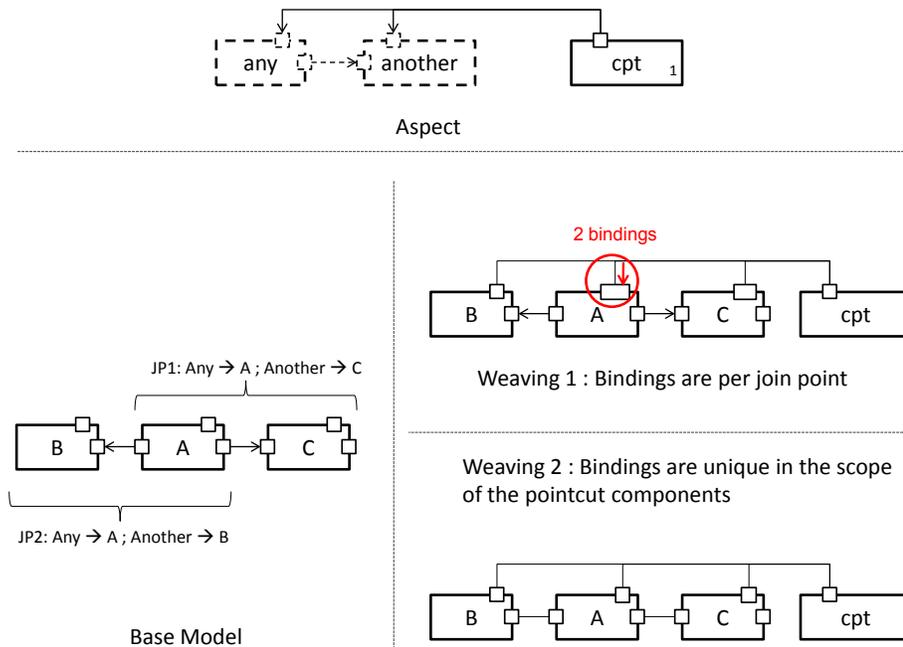 any
another
cpt
1
Aspect
JP1: Any → A ; Another → C
B
A
C
JP2: Any → A ; Another → B
Base Model
2 bindings
B
A
C
cpt
Weaving 1 : Bindings are per join point
Weaving 2 : Bindings are unique in the scope
of the pointcut components
B
A
C
cpt